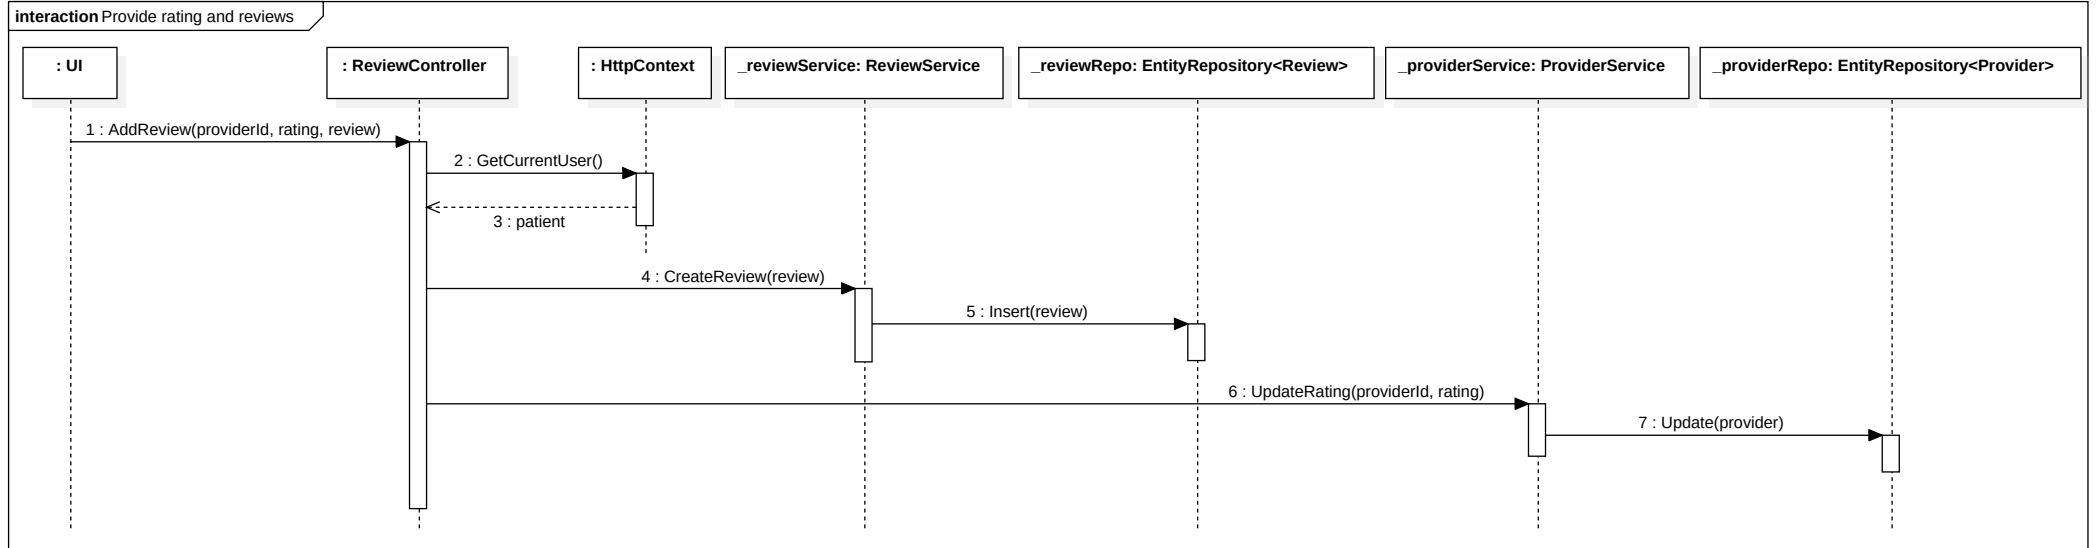 interaction Provide rating and reviews
: UI
: ReviewController
: HttpContext
_reviewService: ReviewService
_reviewRepo: EntityRepository<Review>
_providerService: ProviderService
_providerRepo: EntityRepository<Provider>
1 : AddReview(providerId, rating, review)
2 : GetCurrentUser()
3 : patient
4 : CreateReview(review)
5 : Insert(review)
6 : UpdateRating(providerId, rating)
7 : Update(provider)